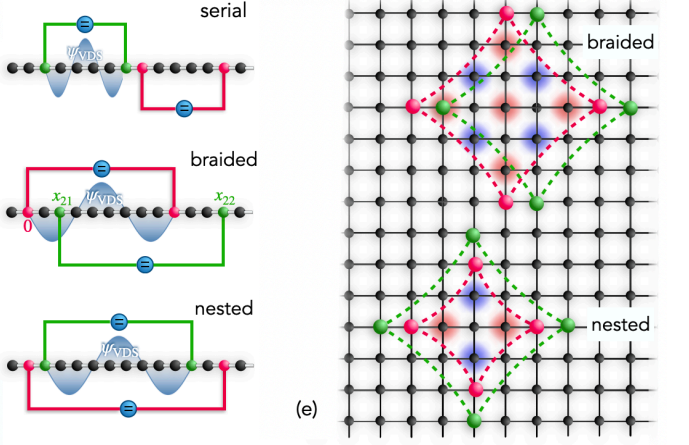 serial
ψVDS
braided
x21
x22
ψVDS
0
nested
ψVDS
(e)
braided
nested